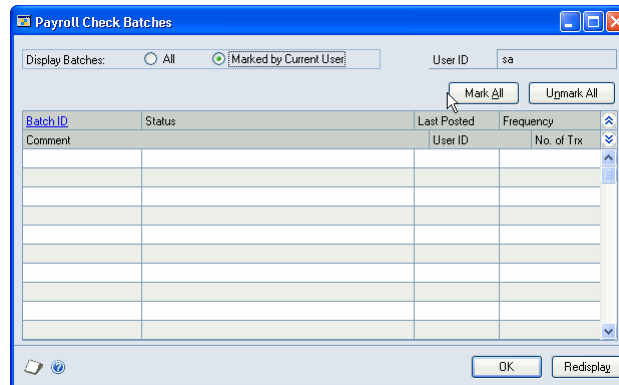 Payroll Check Batches
Display Batches: All Marked by Current User User ID sa
Mark All Unmark All
Batch ID Status Last Posted Frequency
Comment User ID No. of Trx
OK Redisplay